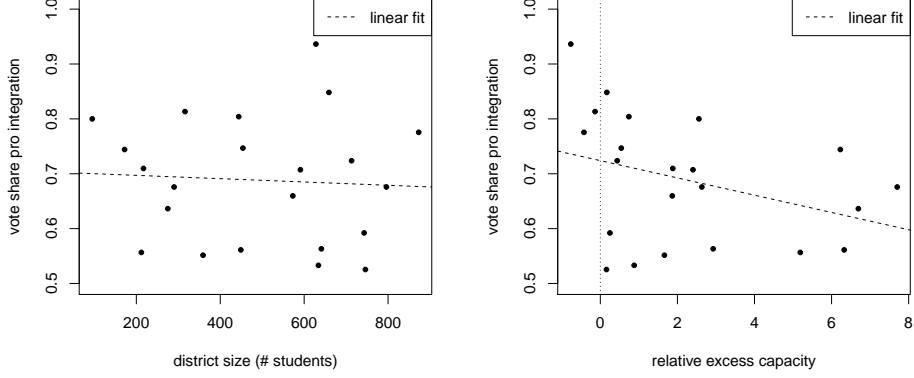 linear fit
vote share pro integration
1.0
0.9
0.8
0.7
0.6
0.5
200 400 600 800
district size (# students)
linear fit
vote share pro integration
1.0
0.9
0.8
0.7
0.6
0.5
0 2 4 6 8
relative excess capacity